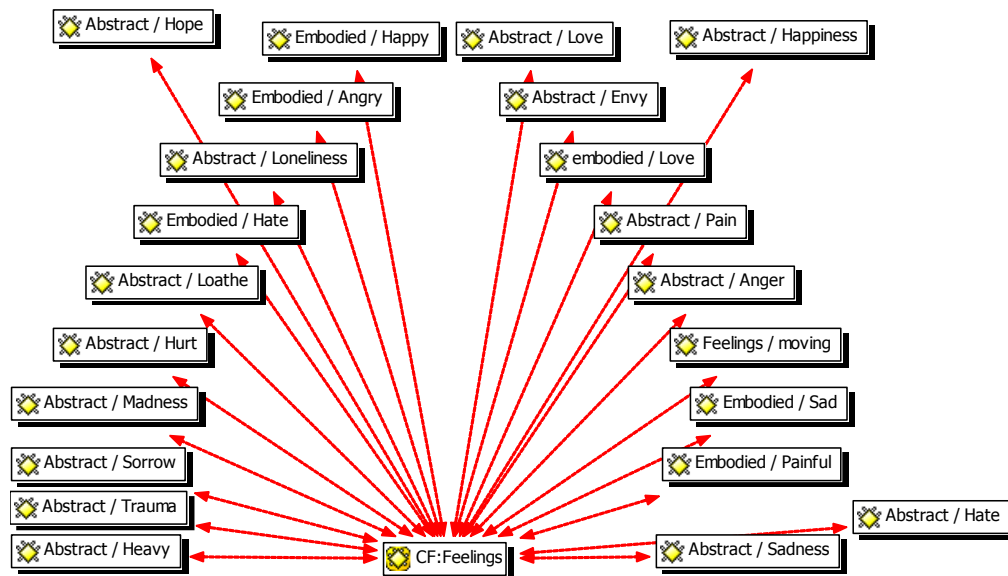 Abstract / Hope
Embodied / Happy
Abstract / Love
Abstract / Happiness
Embodied / Angry
Abstract / Envy
Abstract / Loneliness
embodied / Love
Embodied / Hate
Abstract / Pain
Abstract / Loathe
Abstract / Anger
Abstract / Hurt
Feelings / moving
Abstract / Madness
Embodied / Sad
Abstract / Sorrow
Embodied / Painful
Abstract / Trauma
Abstract / Hate
Abstract / Heavy
CF:Feelings
Abstract / Sadness